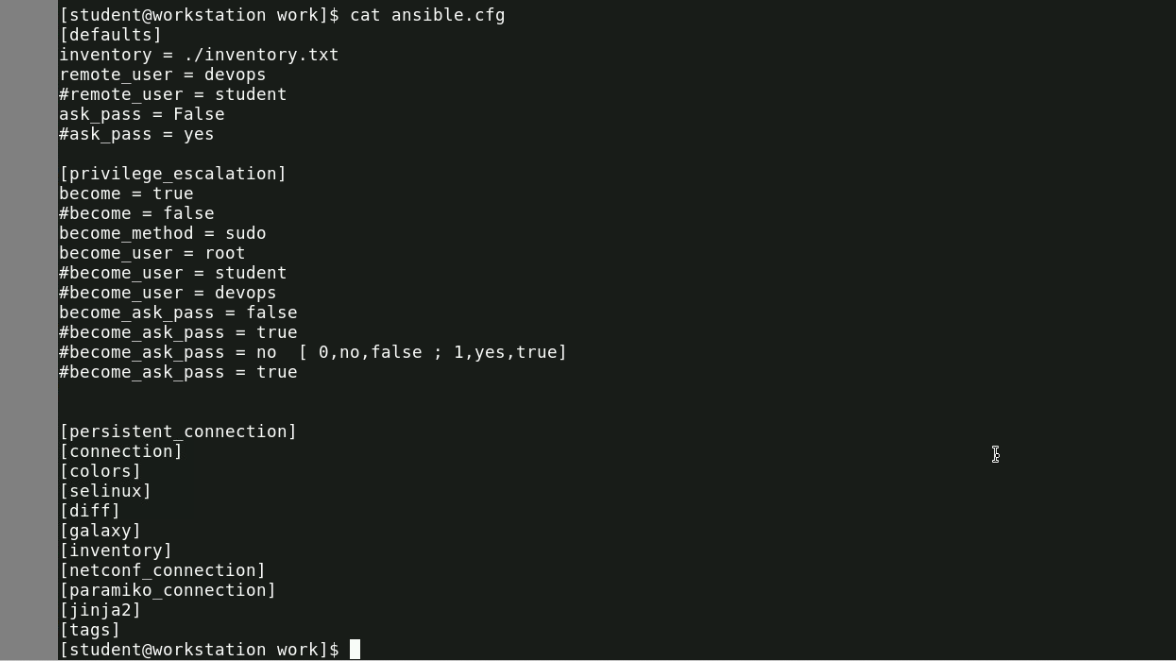 [student@workstation work]$ cat ansible.cfg
[defaults]
inventory = ./inventory.txt
remote_user = devops
#remote_user = student
ask_pass = False
#ask_pass = yes

[privilege_escalation]
become = true
#become = false
become_method = sudo
become_user = root
#become_user = student
#become_user = devops
become_ask_pass = false
#become_ask_pass = true
#become_ask_pass = no  [ 0,no,false ; 1,yes,true]
#become_ask_pass = true


[persistent_connection]
[connection]
[colors]
[selinux]
[diff]
[galaxy]
[inventory]
[netconf_connection]
[paramiko_connection]
[jinja2]
[tags]
[student@workstation work]$